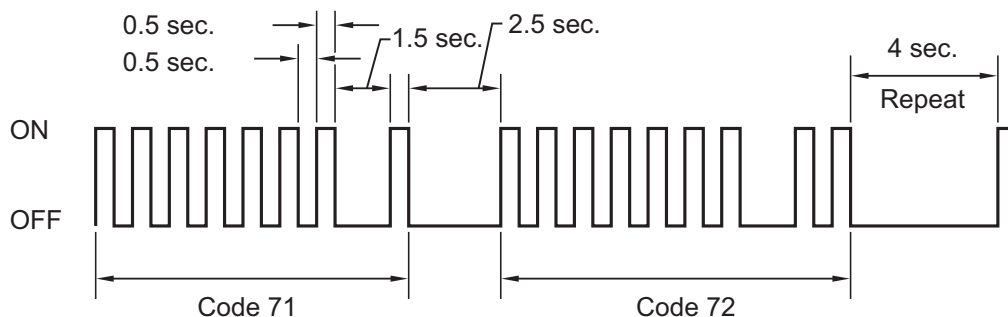 0.5 sec.
1.5 sec.
2.5 sec.
0.5 sec.
4 sec.
Repeat
ON
OFF
Code 71
Code 72